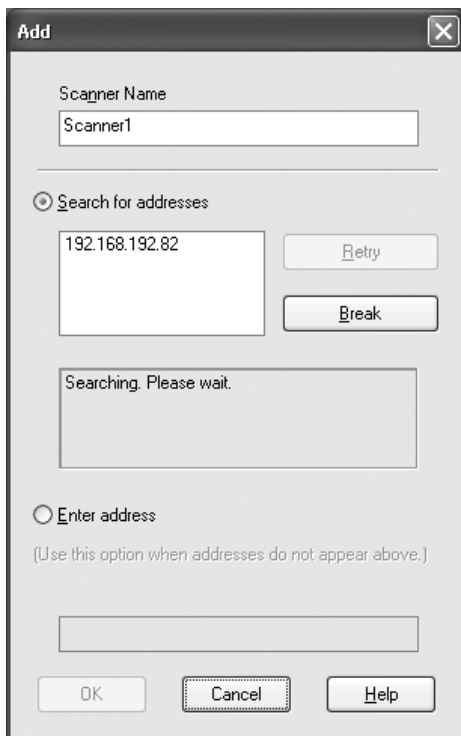 Add
Scanner Name
Scanner1
Search for addresses
192.168.192.82
Retry
Break
Searching. Please wait.
Enter address
(Use this option when addresses do not appear above.)
OK Cancel Help